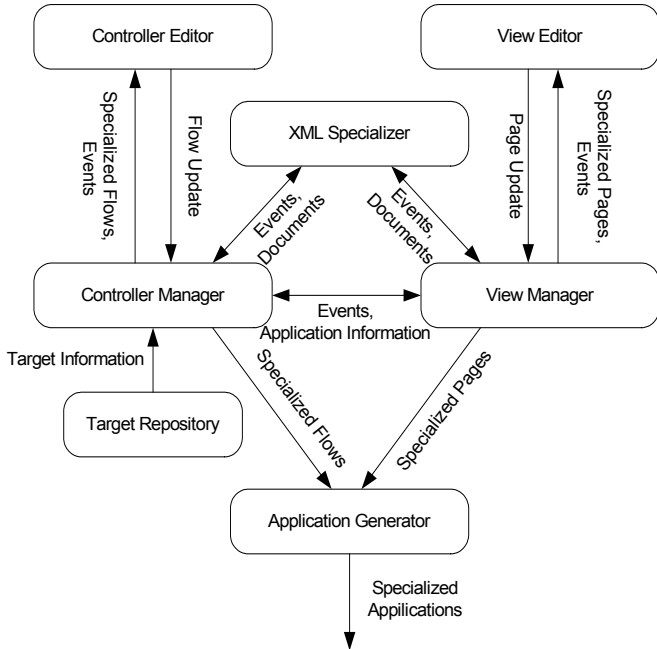 Controller Editor
View Editor
Specialized Flows,
Events
Flow Update
XML Specializer
Page Update
Specialized Pages,
Events
Events,
Documents
Events,
Documents
Controller Manager
View Manager
Events,
Application Information
Target Information
Target Repository
Specialized Flows
Specialized Pages
Application Generator
Specialized
Appilications